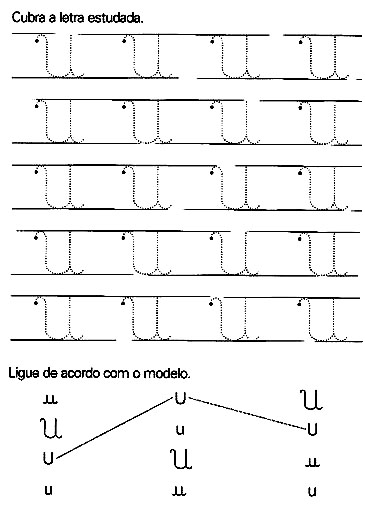 Cubra a letra estudada.
U U U U
U U U U
U U U U
U U U U
U U U U
Ligue de acordo com o modelo.
u U U
U u U
U U u
u u u